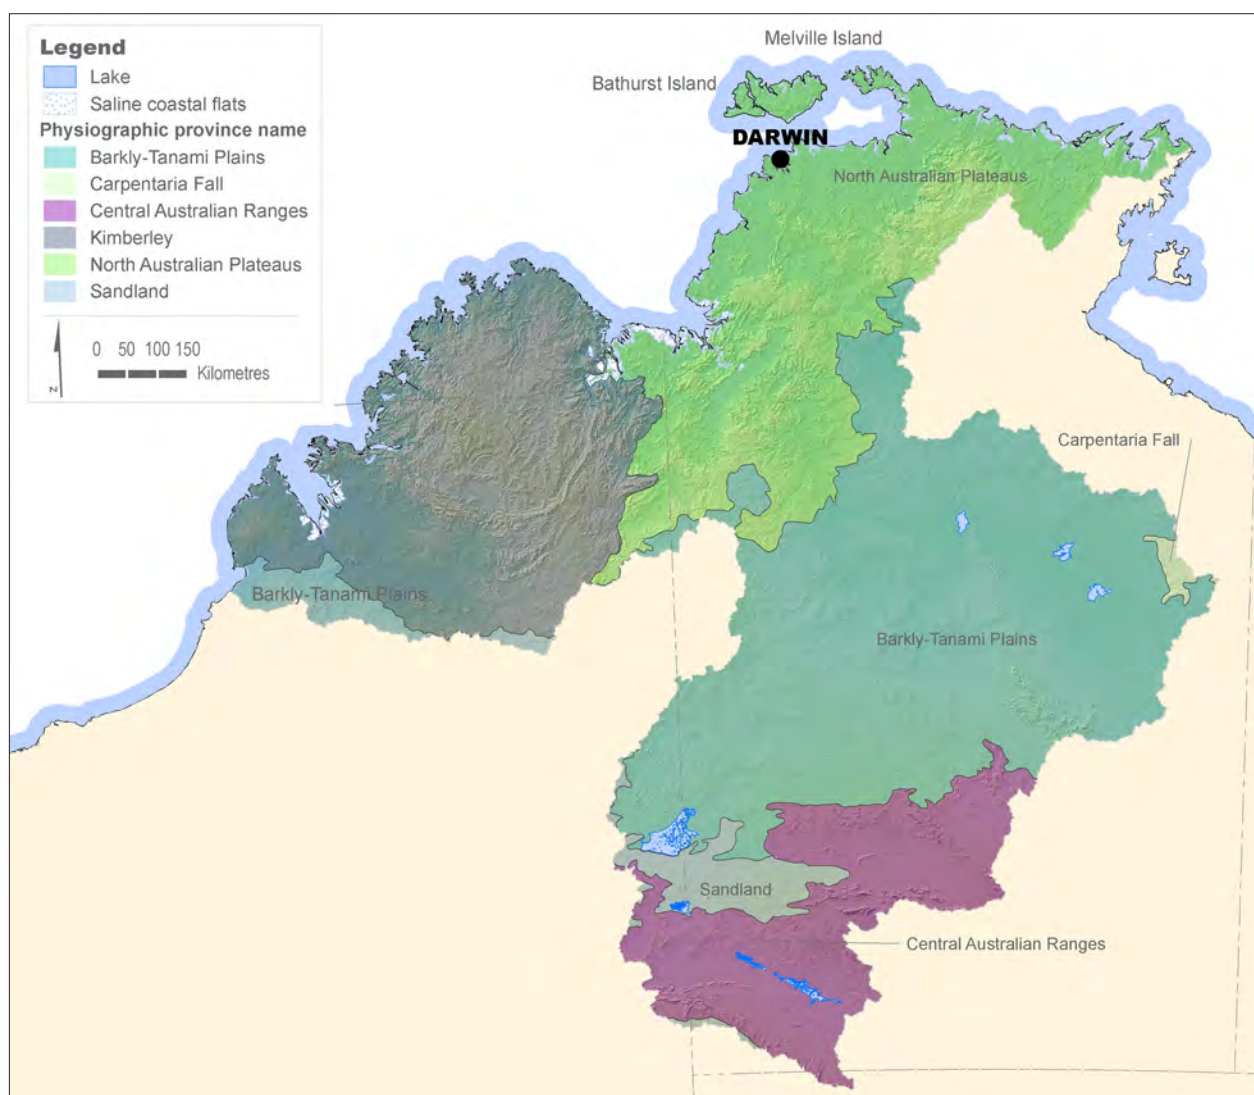 Legend
Lake
Saline coastal flats
Physiographic province name
Barkly-Tanami Plains
Carpentaria Fall
Central Australian Ranges
Kimberley
North Australian Plateaus
Sandland
0 50 100 150
Kilometres
N
Melville Island
Bathurst Island
DARWIN
North Australian Plateaus
Carpentaria Fall
Barkly-Tanami Plains
Barkly-Tanami Plains
Sandland
Central Australian Ranges